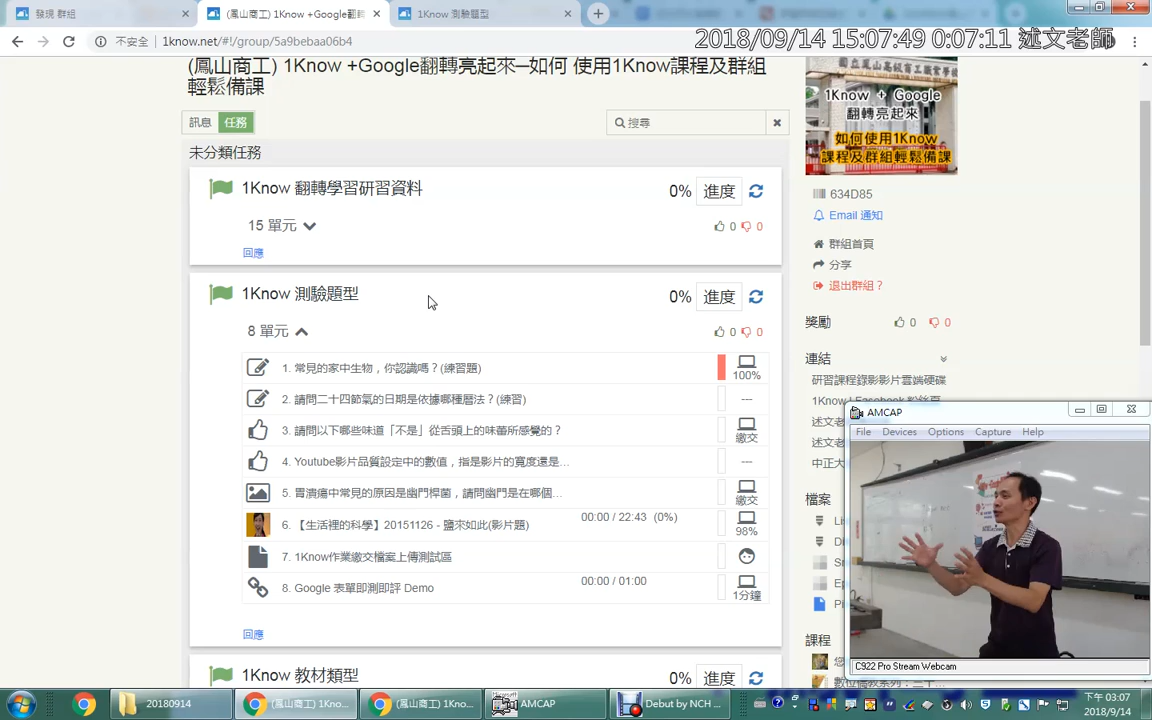 發現 群組
(鳳山商工) 1Know +Google翻轉
1Know 測驗題型
不安全 | 1know.net/#!/group/5a9bebaa06b4
2018/09/14 15:07:49 0:07:11 述文老師
(鳳山商工) 1Know +Google翻轉亮起來─如何 使用1Know課程及群組
輕鬆備課
訊息 任務
搜尋
未分類任務
1Know 翻轉學習研習資料
0% 進度
15 單元
0 0
回應
1Know 測驗題型
0% 進度
8 單元
0 0
1. 常見的家中生物，你認識嗎？(練習題)
100%
2. 請問二十四節氣的日期是依據哪種曆法？(練習)
---
3. 請問以下哪些味道「不是」從舌頭上的味蕾所感覺的？
繳交
4. Youtube影片品質設定中的數值，指是影片的寬度還是...
---
5. 胃潰瘍中常見的原因是幽門桿菌，請問幽門是在哪個...
繳交
6. 【生活裡的科學】20151126 - 鹽末如此(影片題)
00:00 / 22:43 (0%)
98%
7. 1Know作業繳交檔案上傳測試區
8. Google 表單即測即評 Demo
00:00 / 01:00
1分鐘
回應
1Know 教材類型
0% 進度
國立鳳山高級商工職業學校
1Know + Google
翻轉亮起來
如何使用1Know
課程及群組輕鬆備課
634D85
Email 通知
群組首頁
分享
退出群組？
獎勵
0 0
連結
研習課程錄影影片雲端硬碟
1Know Facebook 粉絲頁
述文老
述文老
中正大
檔案
課程
AMCAP
File Devices Options Capture Help
C922 Pro Stream Webcam
20180914
(鳳山商工) 1Kno...
(鳳山商工) 1Kno...
AMCAP
Debut by NCH ...
下午 03:07
2018/9/14